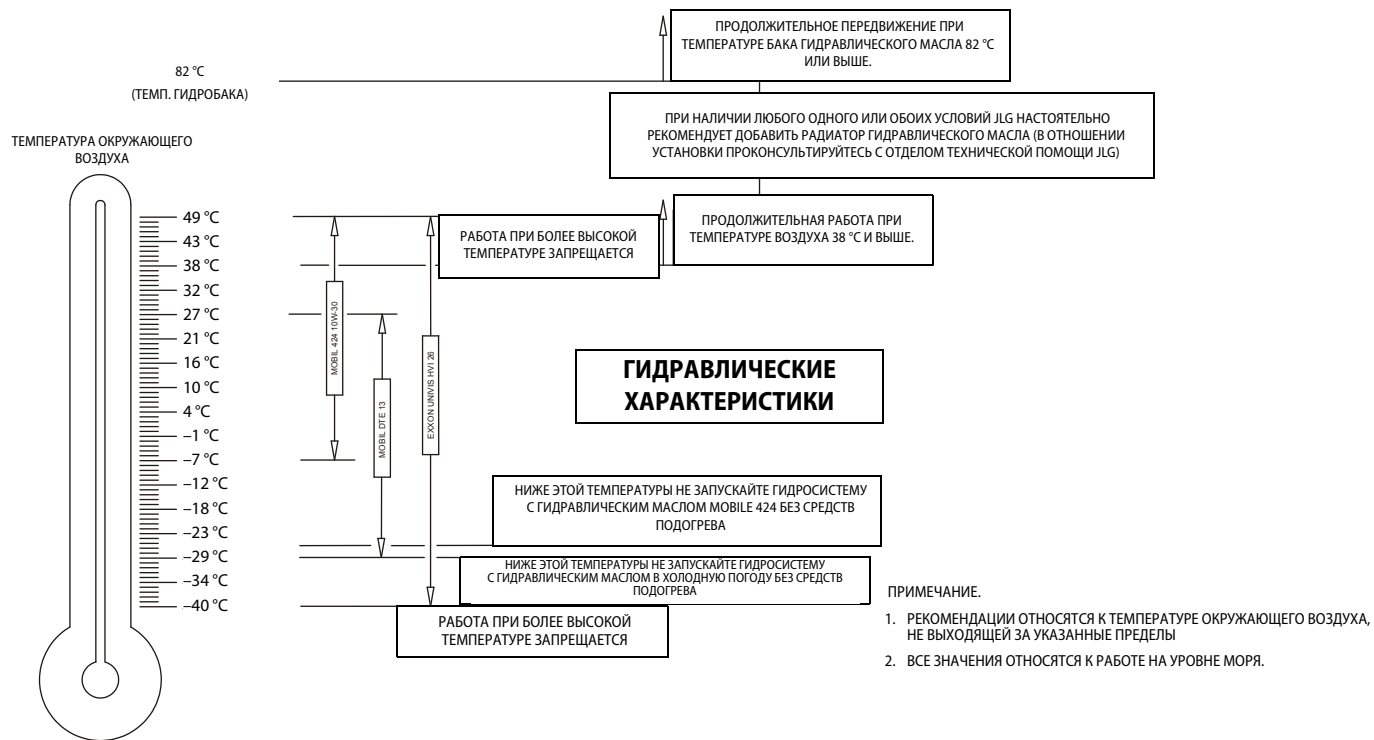 ПРОДОЛЖИТЕЛЬНОЕ ПЕРЕДВИЖЕНИЕ ПРИ
ТЕМПЕРАТУРЕ БАКА ГИДРАВЛИЧЕСКОГО МАСЛА 82 °C
ИЛИ ВЫШЕ.
82 °C
(ТЕМП. ГИДРОБАКА)
ПРИ НАЛИЧИИ ЛЮБОГО ОДНОГО ИЛИ ОБОИХ УСЛОВИЙ JLG НАСТОЯТЕЛЬНО
РЕКОМЕНДУЕТ ДОБАВИТЬ РАДИАТОР ГИДРАВЛИЧЕСКОГО МАСЛА (В ОТНОШЕНИИ
УСТАНОВКИ ПРОКОНСУЛЬТИРУЙТЕСЬ С ОТДЕЛОМ ТЕХНИЧЕСКОЙ ПОМОЩИ JLG)
ТЕМПЕРАТУРА ОКРУЖАЮЩЕГО
ВОЗДУХА
49 °C
43 °C
38 °C
32 °C
27 °C
21 °C
16 °C
10 °C
4 °C
–1 °C
–7 °C
–12 °C
–18 °C
–23 °C
–29 °C
–34 °C
–40 °C
РАБОТА ПРИ БОЛЕЕ ВЫСОКОЙ
ТЕМПЕРАТУРЕ ЗАПРЕЩАЕТСЯ
ПРОДОЛЖИТЕЛЬНАЯ РАБОТА ПРИ
ТЕМПЕРАТУРЕ ВОЗДУХА 38 °C И ВЫШЕ.
MOBIL 424 10W-30
MOBIL DTE 13
EXXON UNIVIS HVI 26
ГИДРАВЛИЧЕСКИЕ
ХАРАКТЕРИСТИКИ
НИЖЕ ЭТОЙ ТЕМПЕРАТУРЫ НЕ ЗАПУСКАЙТЕ ГИДРОСИСТЕМУ
С ГИДРАВЛИЧЕСКИМ МАСЛОМ MOBILE 424 БЕЗ СРЕДСТВ
ПОДОГРЕВА
НИЖЕ ЭТОЙ ТЕМПЕРАТУРЫ НЕ ЗАПУСКАЙТЕ ГИДРОСИСТЕМУ
С ГИДРАВЛИЧЕСКИМ МАСЛОМ В ХОЛОДНУЮ ПОГОДУ БЕЗ СРЕДСТВ
ПОДОГРЕВА
РАБОТА ПРИ БОЛЕЕ ВЫСОКОЙ
ТЕМПЕРАТУРЕ ЗАПРЕЩАЕТСЯ
ПРИМЕЧАНИЕ.
1. РЕКОМЕНДАЦИИ ОТНОСЯТСЯ К ТЕМПЕРАТУРЕ ОКРУЖАЮЩЕГО ВОЗДУХА,
НЕ ВЫХОДЯЩЕЙ ЗА УКАЗАННЫЕ ПРЕДЕЛЫ
2. ВСЕ ЗНАЧЕНИЯ ОТНОСЯТСЯ К РАБОТЕ НА УРОВНЕ МОРЯ.